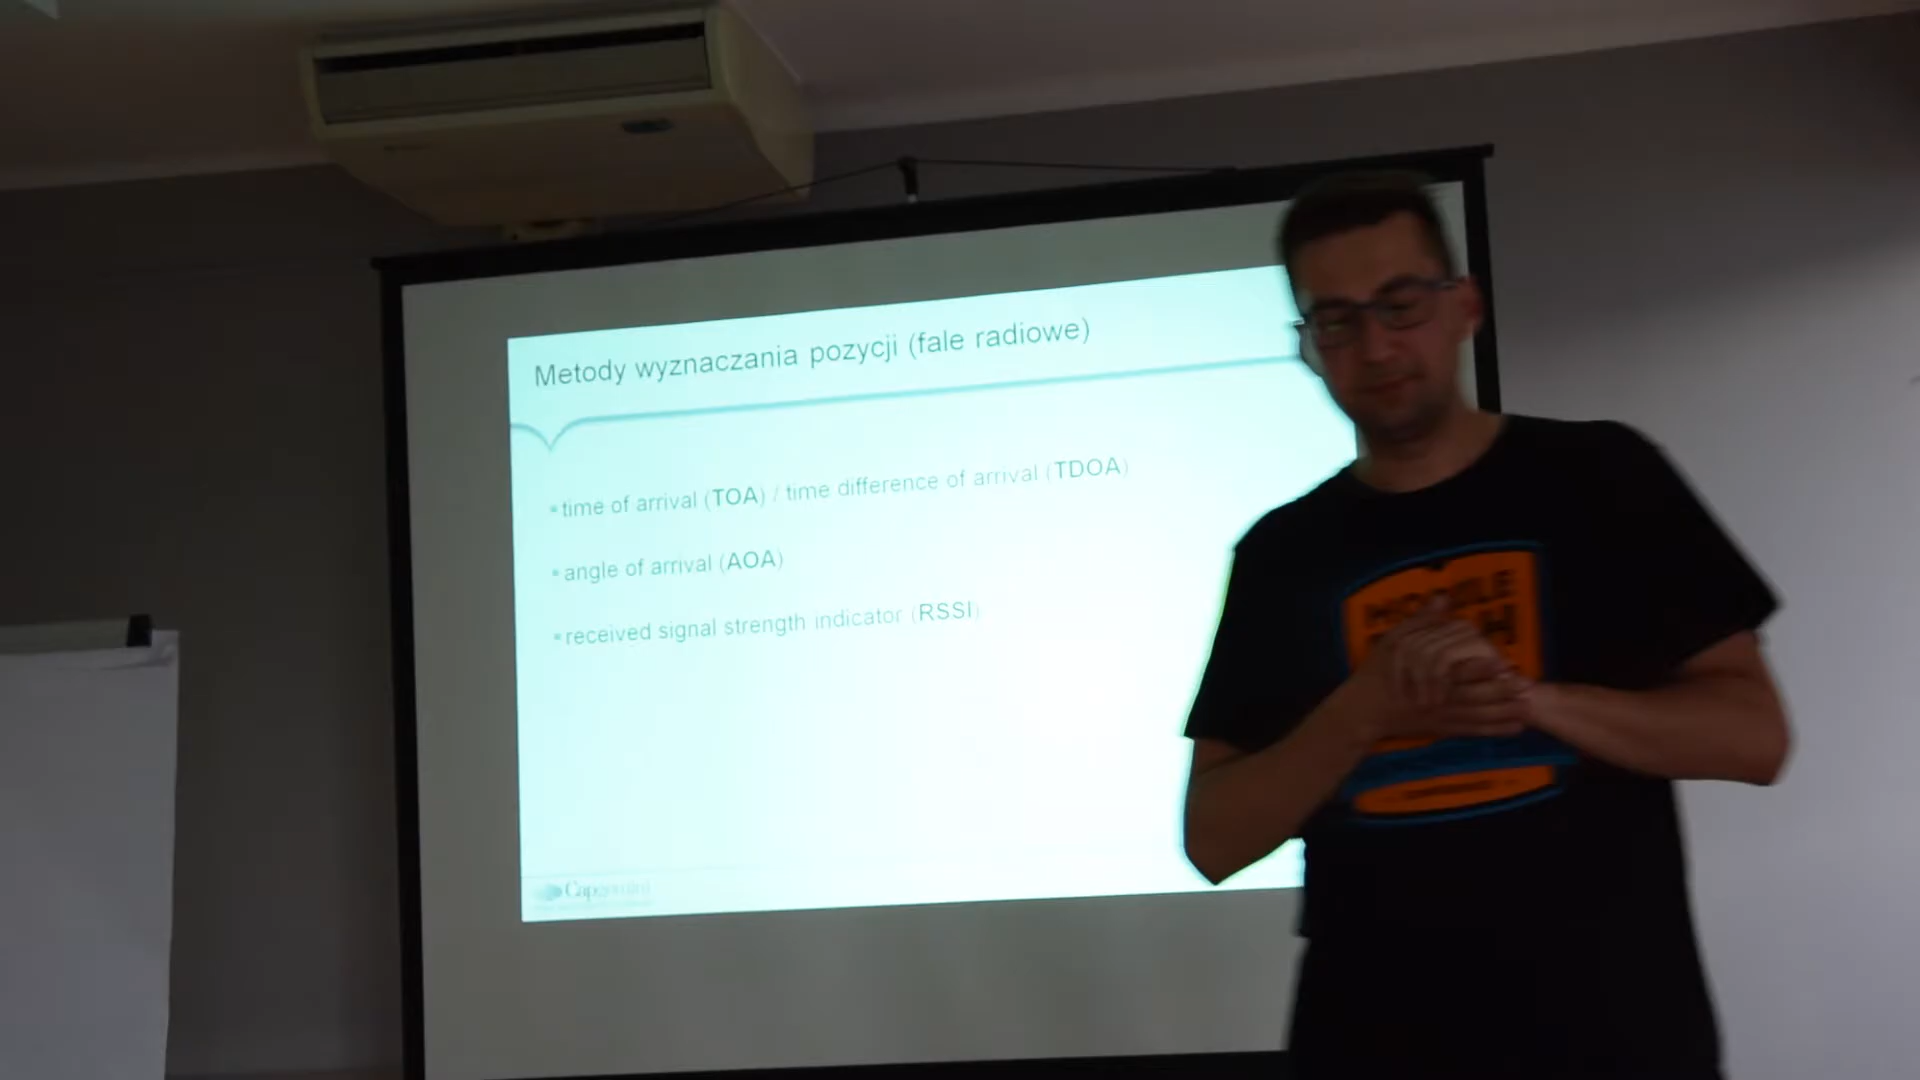 Metody wyznaczania pozycji (fale radiowe)
▪ time of arrival (TOA) / time difference of arrival (TDOA)
▪ angle of arrival (AOA)
▪ received signal strength indicator (RSSI)
Capgemini